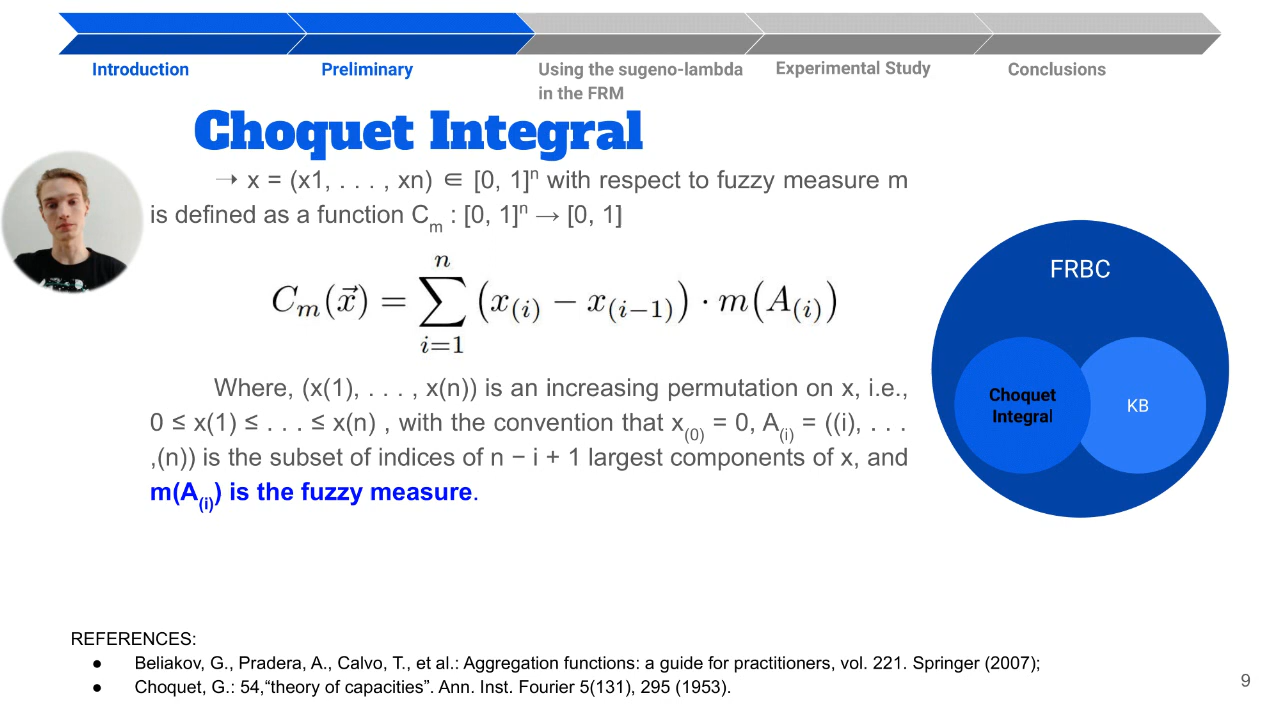 Introduction
Preliminary
Using the sugeno-lambda
in the FRM
Experimental Study
Conclusions
Choquet Integral
→ x = (x1, . . . , xn) ∈ [0, 1]ⁿ with respect to fuzzy measure m
is defined as a function Cₘ : [0, 1]ⁿ → [0, 1]
C_m(\vec{x}) = \sum_{i=1}^{n} (x_{(i)} − x_{(i−1)}) · m(A_{(i)})
Where, (x(1), . . . , x(n)) is an increasing permutation on x, i.e.,
0 ≤ x(1) ≤ . . . ≤ x(n) , with the convention that x₍₀₎ = 0, A₍ᵢ₎ = ((i), . . .
,(n)) is the subset of indices of n − i + 1 largest components of x, and
m(A₍ᵢ₎) is the fuzzy measure.
FRBC
Choquet
Integral
KB
REFERENCES:
● Beliakov, G., Pradera, A., Calvo, T., et al.: Aggregation functions: a guide for practitioners, vol. 221. Springer (2007);
● Choquet, G.: 54,“theory of capacities”. Ann. Inst. Fourier 5(131), 295 (1953).
9